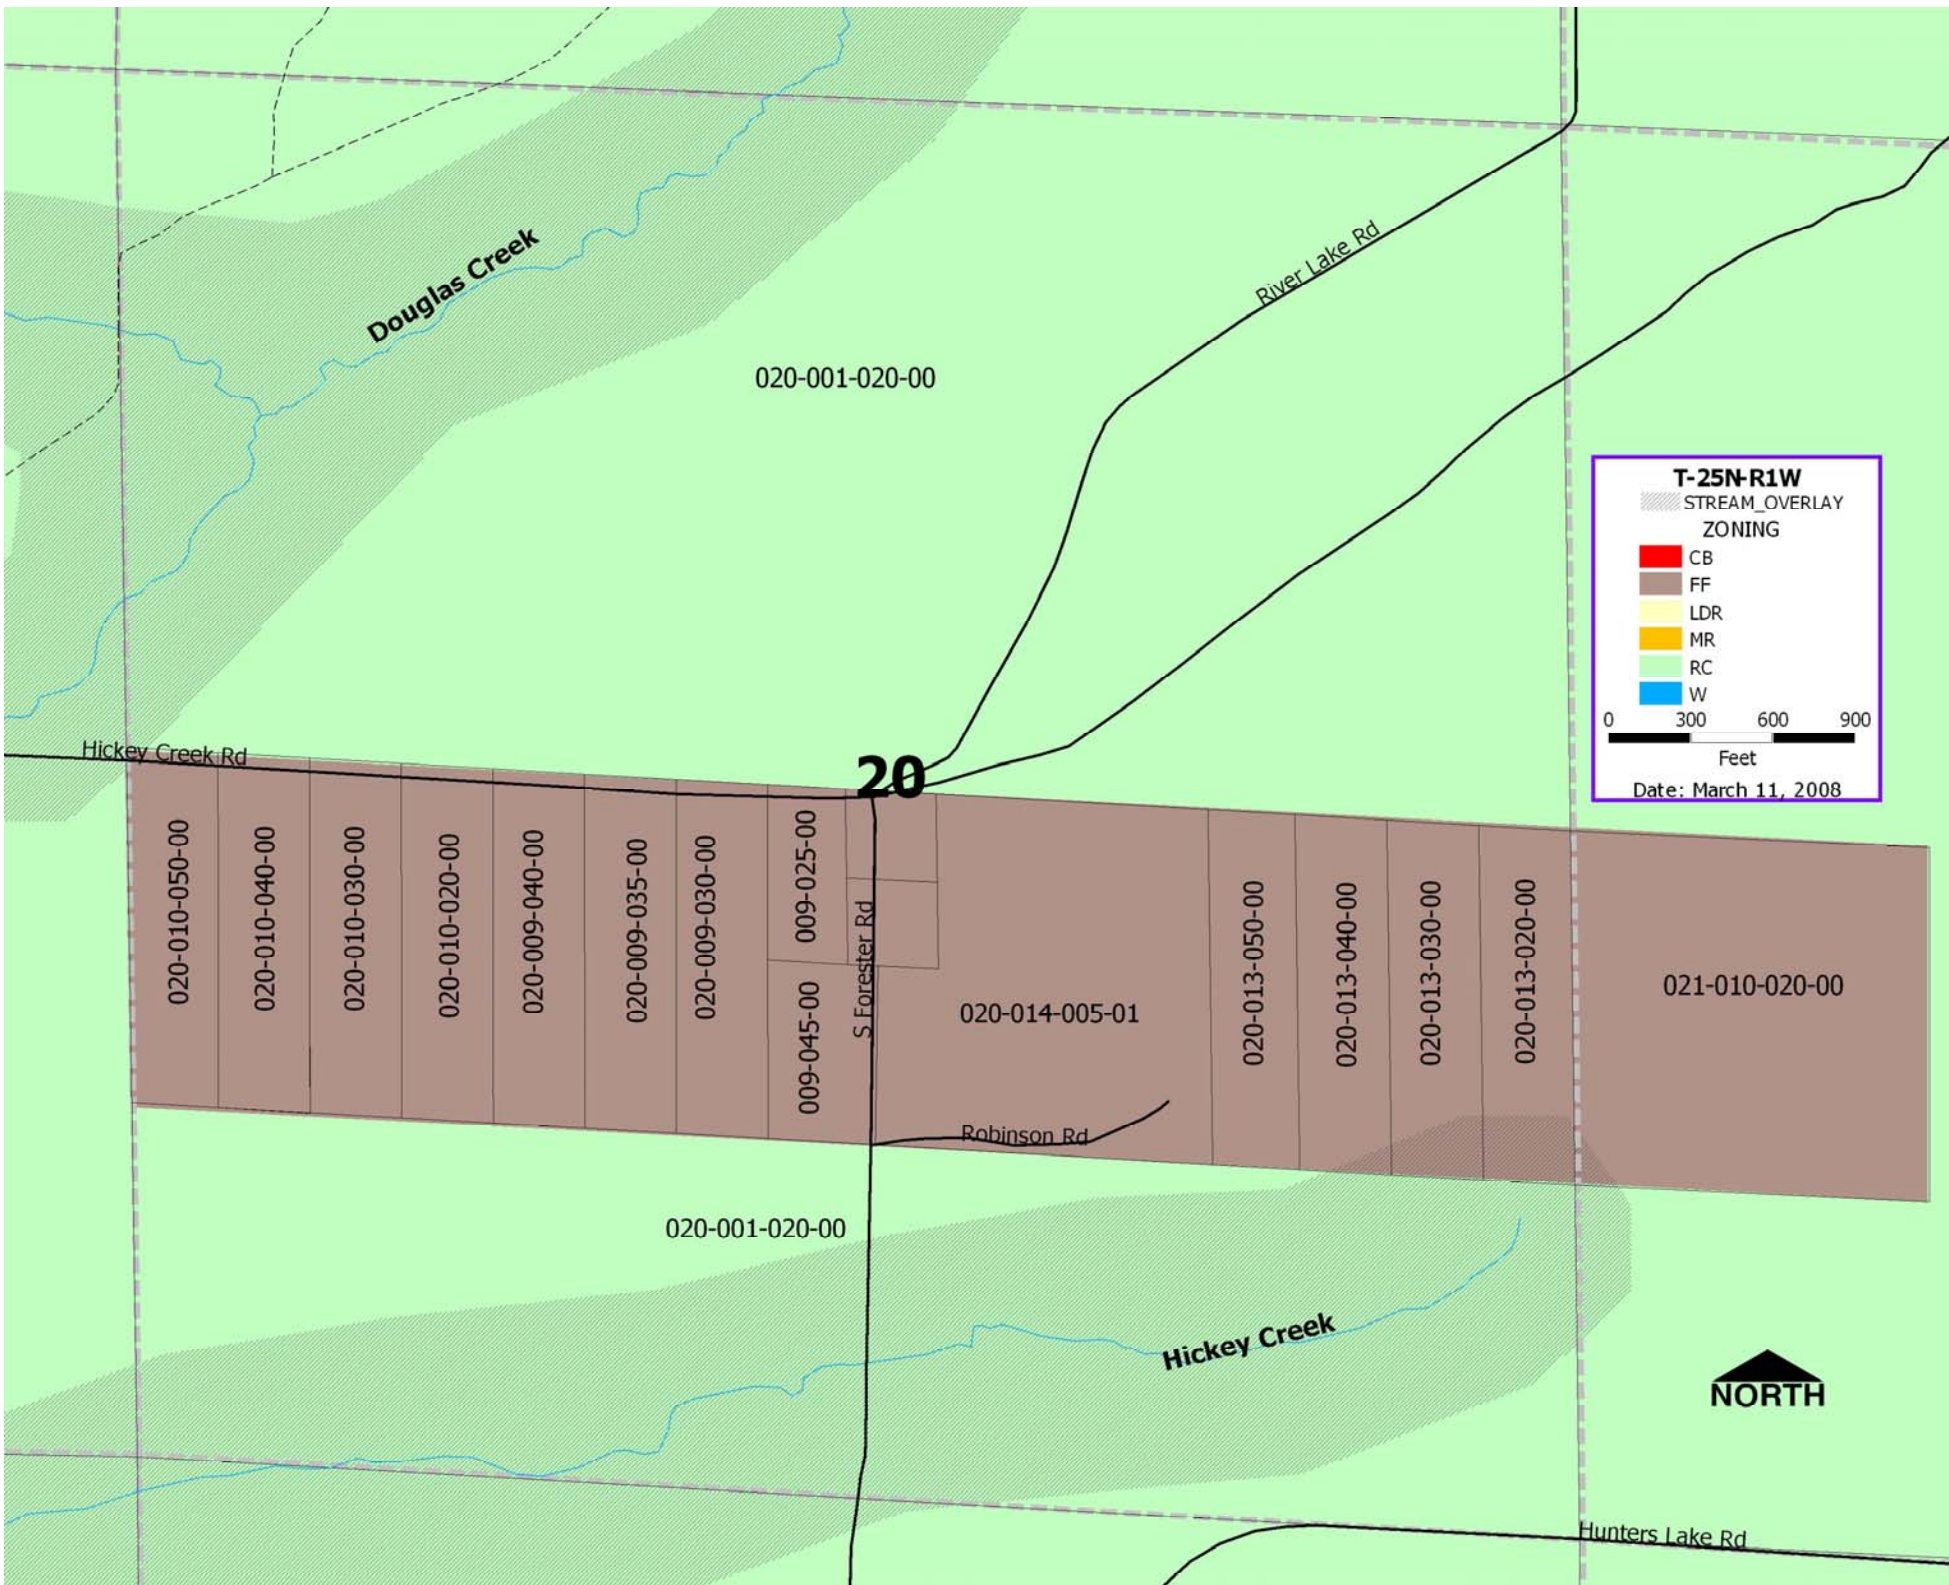 Douglas Creek
River Lake Rd
020-001-020-00
T-25N-R1W
STREAM_OVERLAY
ZONING
CB
FF
LDR
MR
RC
W
0 300 600 900
Feet
Date: March 11, 2008
Hickey Creek Rd
20
020-010-050-00
020-010-040-00
020-010-030-00
020-010-020-00
020-009-040-00
020-009-035-00
020-009-030-00
009-025-00
009-045-00
S Forester Rd
020-014-005-01
020-013-050-00
020-013-040-00
020-013-030-00
020-013-020-00
021-010-020-00
Robinson Rd
020-001-020-00
Hickey Creek
NORTH
Hunters Lake Rd